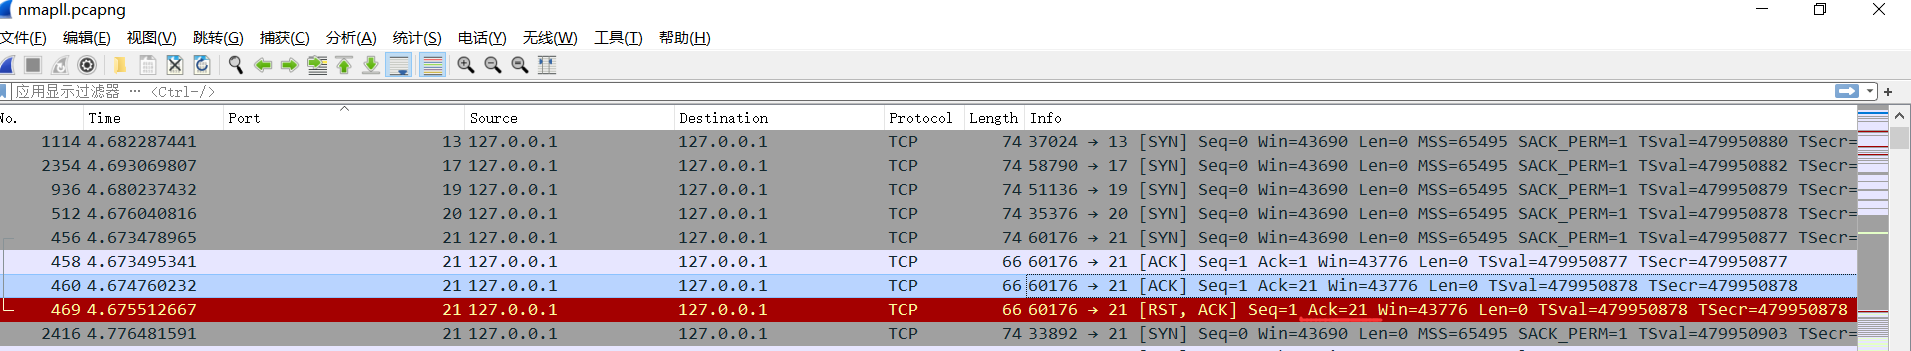 nmapll.pcapng
文件(F) 编辑(E) 视图(V) 跳转(G) 捕获(C) 分析(A) 统计(S) 电话(Y) 无线(W) 工具(T) 帮助(H)
应用显示过滤器 … <Ctrl-/>
No. Time Port Source Destination Protocol Length Info
1114 4.682287441 13 127.0.0.1 127.0.0.1 TCP 74 37024 → 13 [SYN] Seq=0 Win=43690 Len=0 MSS=65495 SACK_PERM=1 TSval=479950880 TSecr=
2354 4.693069807 17 127.0.0.1 127.0.0.1 TCP 74 58790 → 17 [SYN] Seq=0 Win=43690 Len=0 MSS=65495 SACK_PERM=1 TSval=479950882 TSecr=
936 4.680237432 19 127.0.0.1 127.0.0.1 TCP 74 51136 → 19 [SYN] Seq=0 Win=43690 Len=0 MSS=65495 SACK_PERM=1 TSval=479950879 TSecr=
512 4.676040816 20 127.0.0.1 127.0.0.1 TCP 74 35376 → 20 [SYN] Seq=0 Win=43690 Len=0 MSS=65495 SACK_PERM=1 TSval=479950878 TSecr=
456 4.673478965 21 127.0.0.1 127.0.0.1 TCP 74 60176 → 21 [SYN] Seq=0 Win=43690 Len=0 MSS=65495 SACK_PERM=1 TSval=479950877 TSecr=
458 4.673495341 21 127.0.0.1 127.0.0.1 TCP 66 60176 → 21 [ACK] Seq=1 Ack=1 Win=43776 Len=0 TSval=479950877 TSecr=479950877
460 4.674760232 21 127.0.0.1 127.0.0.1 TCP 66 60176 → 21 [ACK] Seq=1 Ack=21 Win=43776 Len=0 TSval=479950878 TSecr=479950878
469 4.675512667 21 127.0.0.1 127.0.0.1 TCP 66 60176 → 21 [RST, ACK] Seq=1 Ack=21 Win=43776 Len=0 TSval=479950878 TSecr=479950878
2416 4.776481591 21 127.0.0.1 127.0.0.1 TCP 74 33892 → 21 [SYN] Seq=0 Win=43690 Len=0 MSS=65495 SACK_PERM=1 TSval=479950903 TSecr=